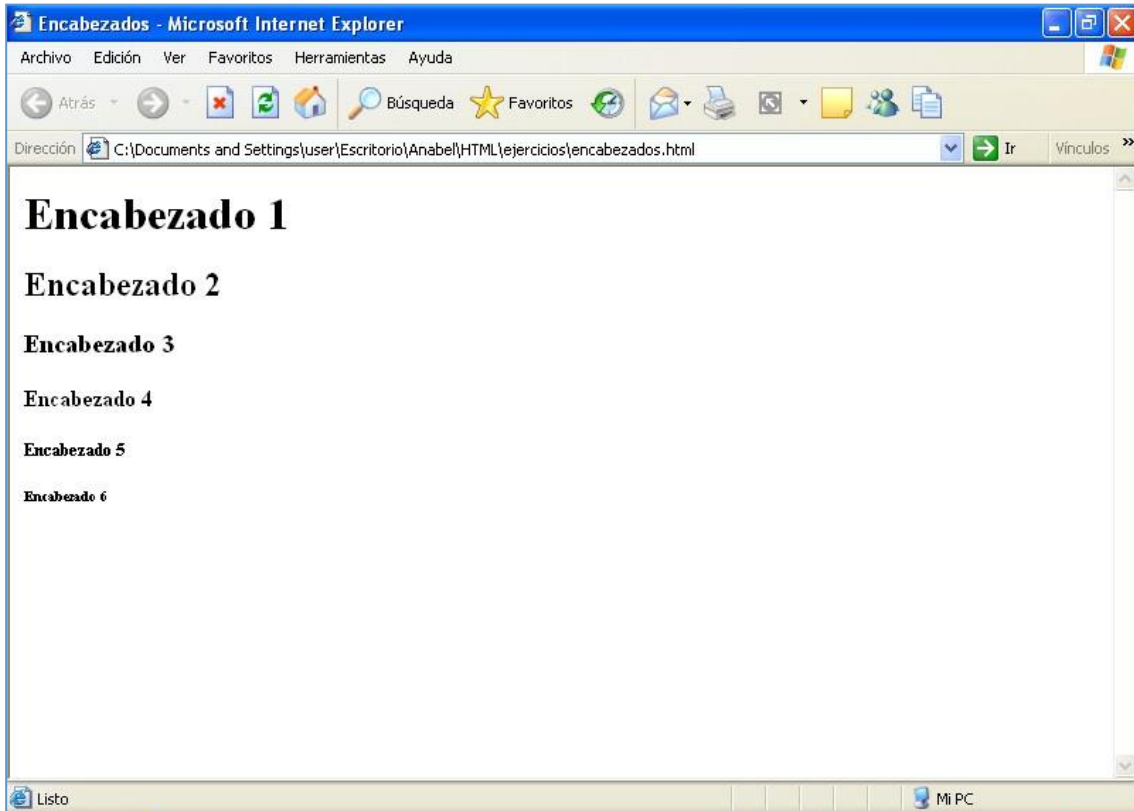 Encabezados - Microsoft Internet Explorer
Archivo Edición Ver Favoritos Herramientas Ayuda
Atrás Búsqueda Favoritos
Dirección C:\Documents and Settings\user\Escritorio\Anabel\HTML\ejercicios\encabezados.html Ir Vínculos »
Encabezado 1
Encabezado 2
Encabezado 3
Encabezado 4
Encabezado 5
Encabezado 6
Listo Mi PC